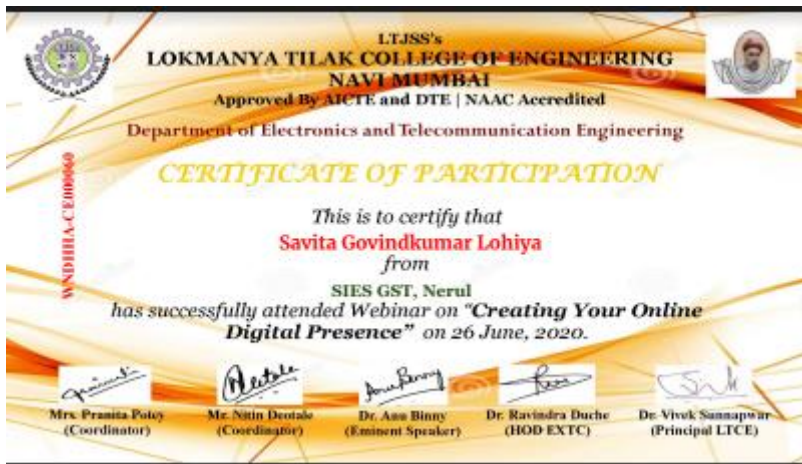 LTJSS's
LOKMANYA TILAK COLLEGE OF ENGINEERING
NAVI MUMBAI
Approved By AICTE and DTE | NAAC Accredited
Department of Electronics and Telecommunication Engineering
CERTIFICATE OF PARTICIPATION
WNDHHA-CE000060
This is to certify that
Savita Govindkumar Lohiya
from
SIES GST, Nerul
has successfully attended Webinar on "Creating Your Online
Digital Presence" on 26 June, 2020.
Mrs. Pranita Potey Mr. Nitin Deotale Dr. Anu Binny Dr. Ravindra Duche Dr. Vivek Sunnapwar
(Coordinator) (Coordinator) (Eminent Speaker) (HOD EXTC) (Principal LTCE)